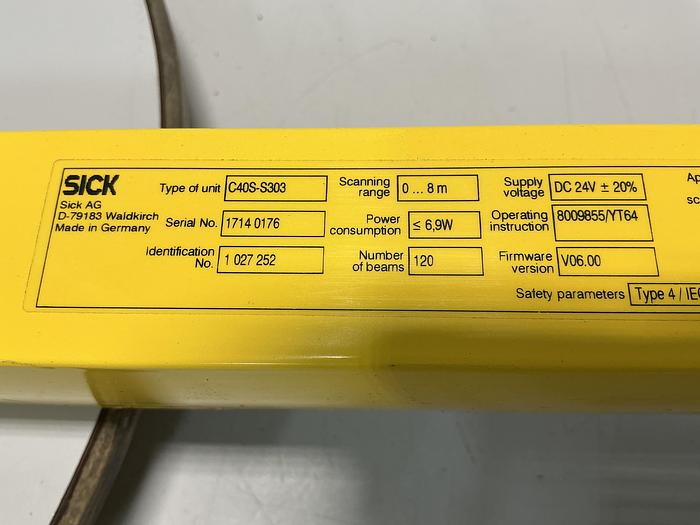 SICK
Sick AG
D-79183 Waldkirch
Made in Germany
Type of unit C40S-S303
Serial No. 1714 0176
Identification
No. 1 027 252
Scanning
range 0 ... 8 m
Power
consumption ≤ 6,9W
Number
of beams 120
Supply
voltage DC 24V ± 20%
Operating
instruction 8009855/YT64
Firmware
version V06.00
Safety parameters Type 4 / IE